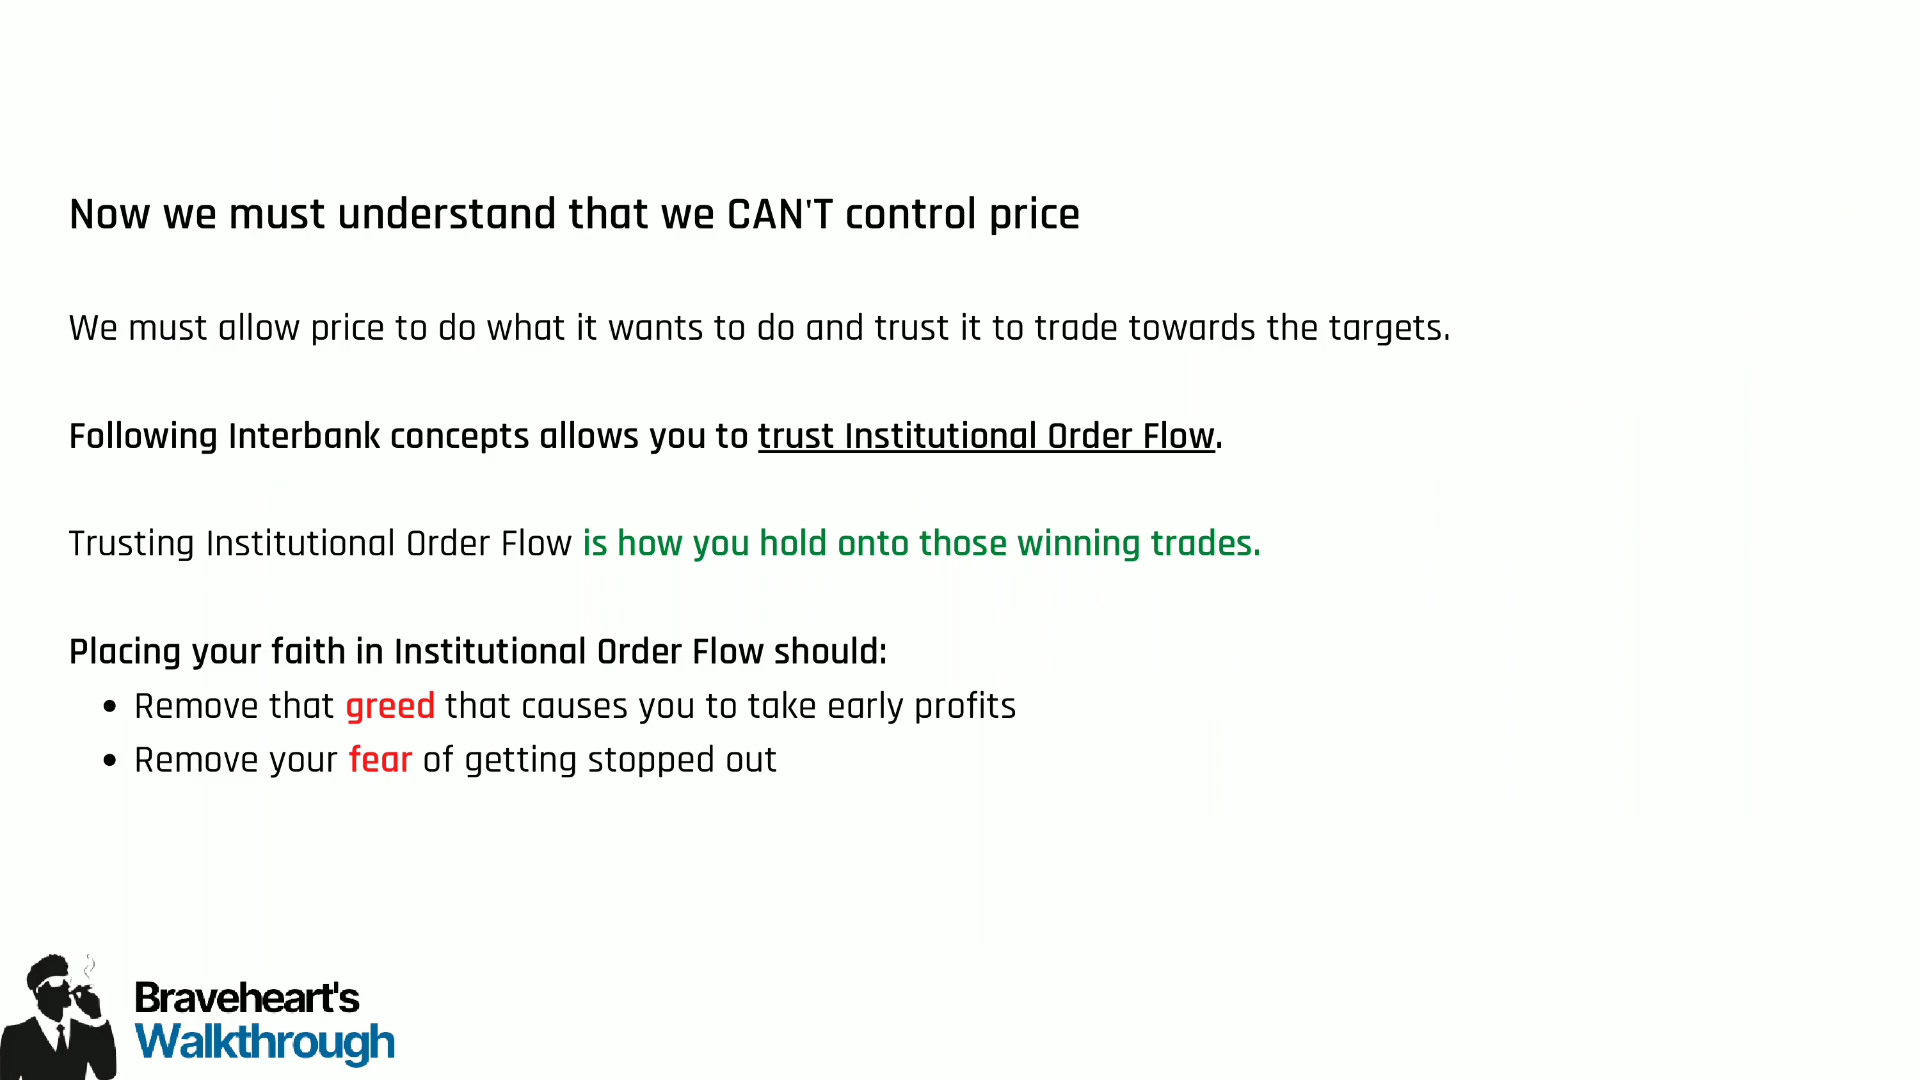 Now we must understand that we CAN'T control price
We must allow price to do what it wants to do and trust it to trade towards the targets.
Following Interbank concepts allows you to trust Institutional Order Flow.
Trusting Institutional Order Flow is how you hold onto those winning trades.
Placing your faith in Institutional Order Flow should:
• Remove that greed that causes you to take early profits
• Remove your fear of getting stopped out
Braveheart's
Walkthrough